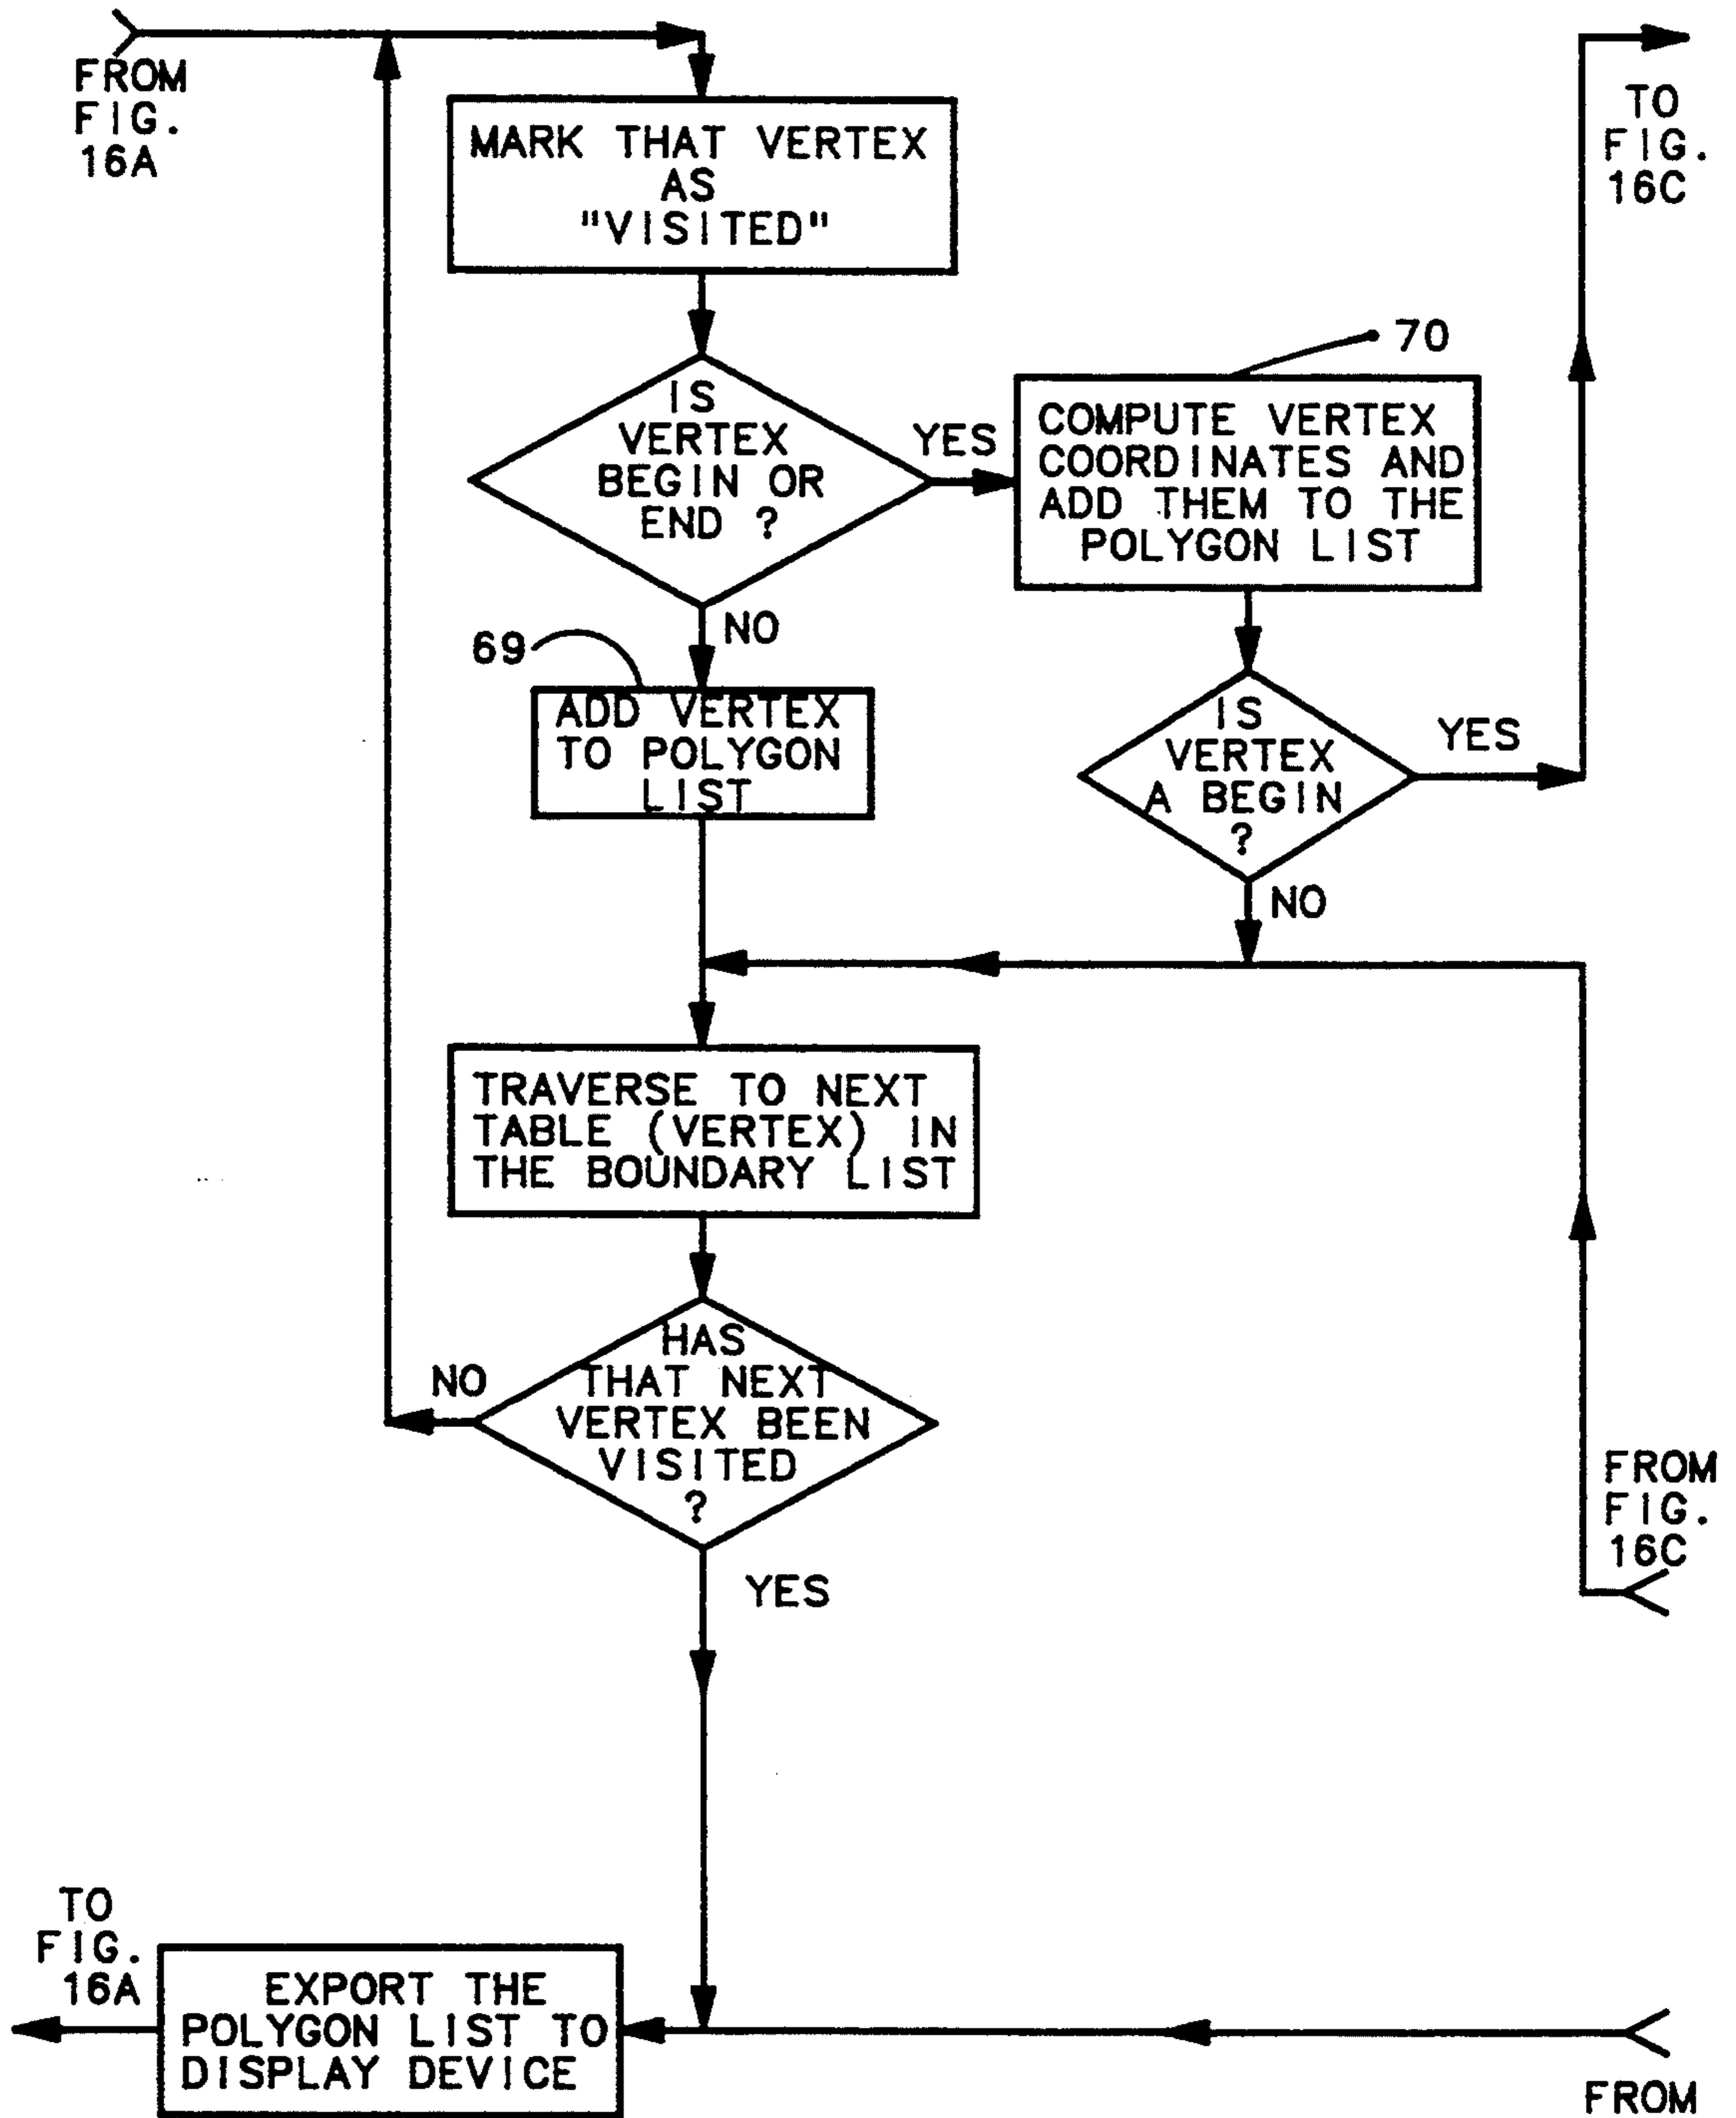 FROM
FIG.
16A
MARK THAT VERTEX
AS
"VISITED"
TO
FIG.
16C
IS
VERTEX
BEGIN OR
END ?
YES
70
COMPUTE VERTEX
COORDINATES AND
ADD THEM TO THE
POLYGON LIST
NO
69
ADD VERTEX
TO POLYGON
LIST
IS
VERTEX
A BEGIN
?
YES
NO
TRAVERSE TO NEXT
TABLE (VERTEX) IN
THE BOUNDARY LIST
HAS
THAT NEXT
VERTEX BEEN
VISITED
?
NO
YES
FROM
FIG.
16C
TO
FIG.
16A
EXPORT THE
POLYGON LIST TO
DISPLAY DEVICE
FROM